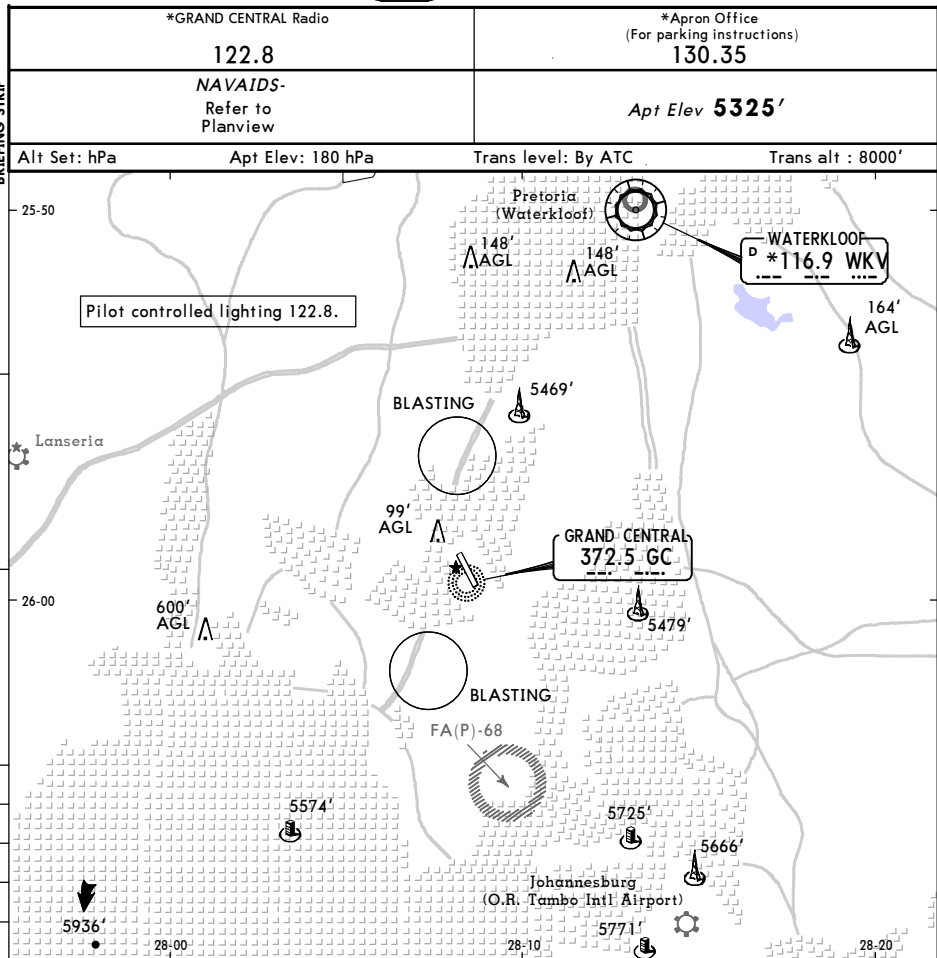 *GRAND CENTRAL Radio
122.8
*Apron Office
(For parking instructions)
130.35
NAVAIDS-
Refer to
Planview
Apt Elev 5325'
Alt Set: hPa Apt Elev: 180 hPa Trans level: By ATC Trans alt : 8000'
BRIEFING STRIP
25-50
Pretoria
(Waterkloof)
WATERKLOOF
D *116.9 WKV
148'
AGL
148'
AGL
Pilot controlled lighting 122.8.
164'
AGL
5469'
BLASTING
Lanseria
99'
AGL
GRAND CENTRAL
372.5 GC
26-00
600'
AGL
5479'
BLASTING
FA(P)-68
5574'
5725'
5666'
Johannesburg
(O.R. Tambo Intl Airport)
5936'
5771'
28-00
28-10
28-20